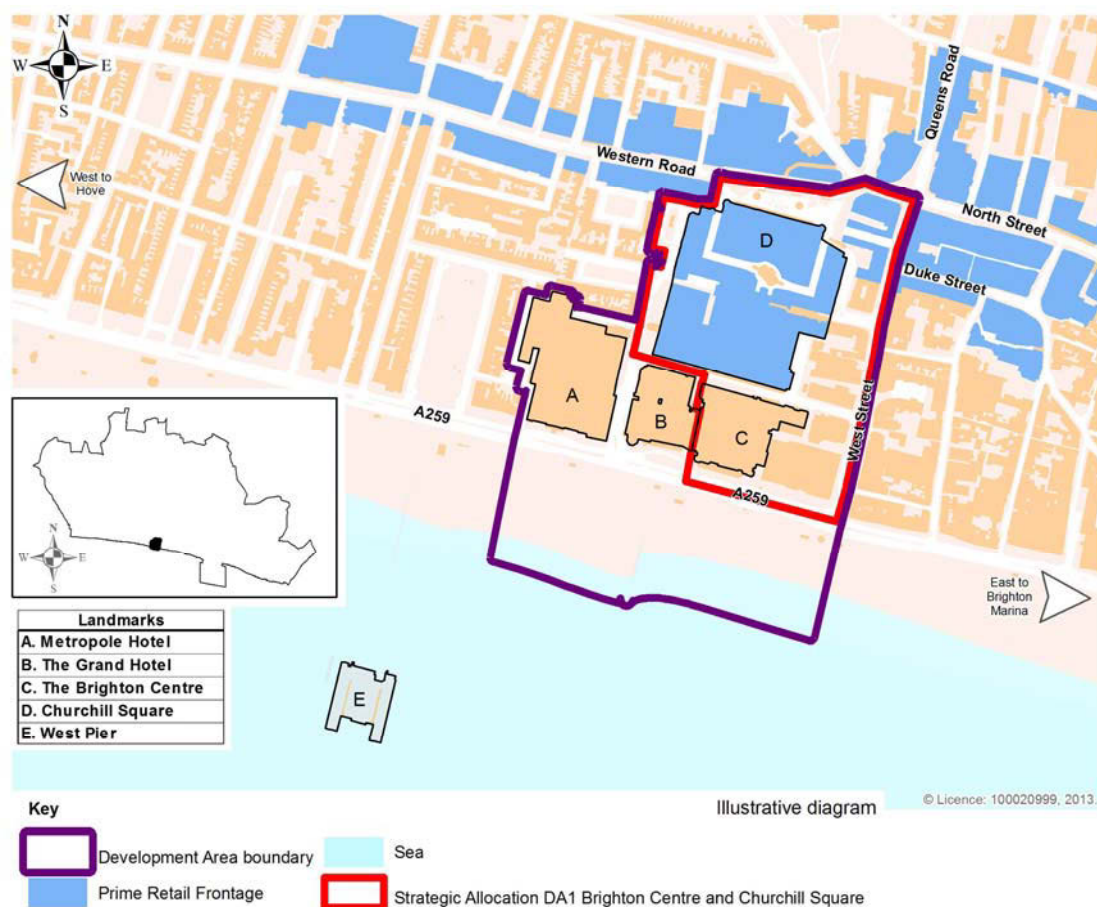 N
W E
S
West to
Hove
Western Road
Queens Road
North Street
Duke Street
West Street
D
A
B
C
A259
A259
N
W E
S
East to
Brighton
Marina
Landmarks
A. Metropole Hotel
B. The Grand Hotel
C. The Brighton Centre
D. Churchill Square
E. West Pier
E
Key
Illustrative diagram
© Licence: 100020999, 2013.
Development Area boundary
Sea
Prime Retail Frontage
Strategic Allocation DA1 Brighton Centre and Churchill Square